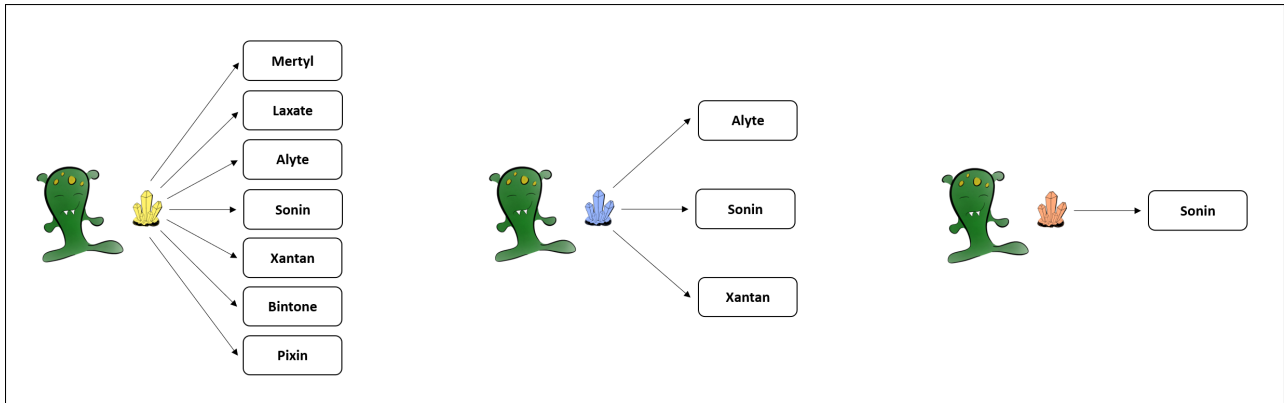 Mertyl
Laxate
Alyte
Sonin
Xantan
Bintone
Pixin
Alyte
Sonin
Xantan
Sonin